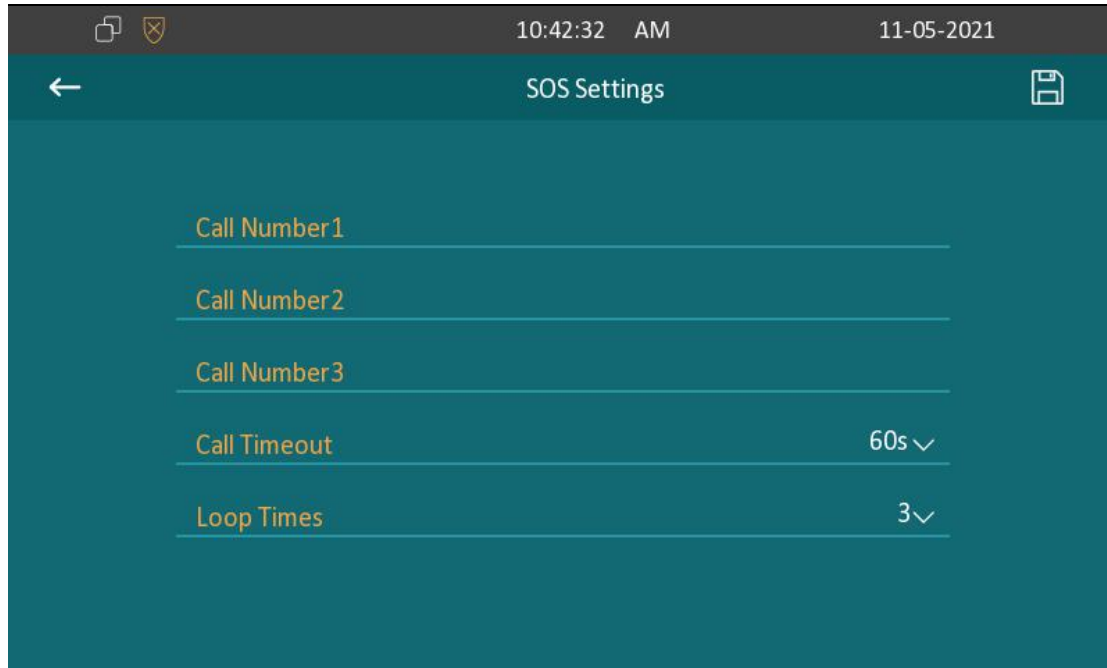 10:42:32 AM 11-05-2021
SOS Settings
Call Number1
Call Number2
Call Number3
Call Timeout 60s
Loop Times 3